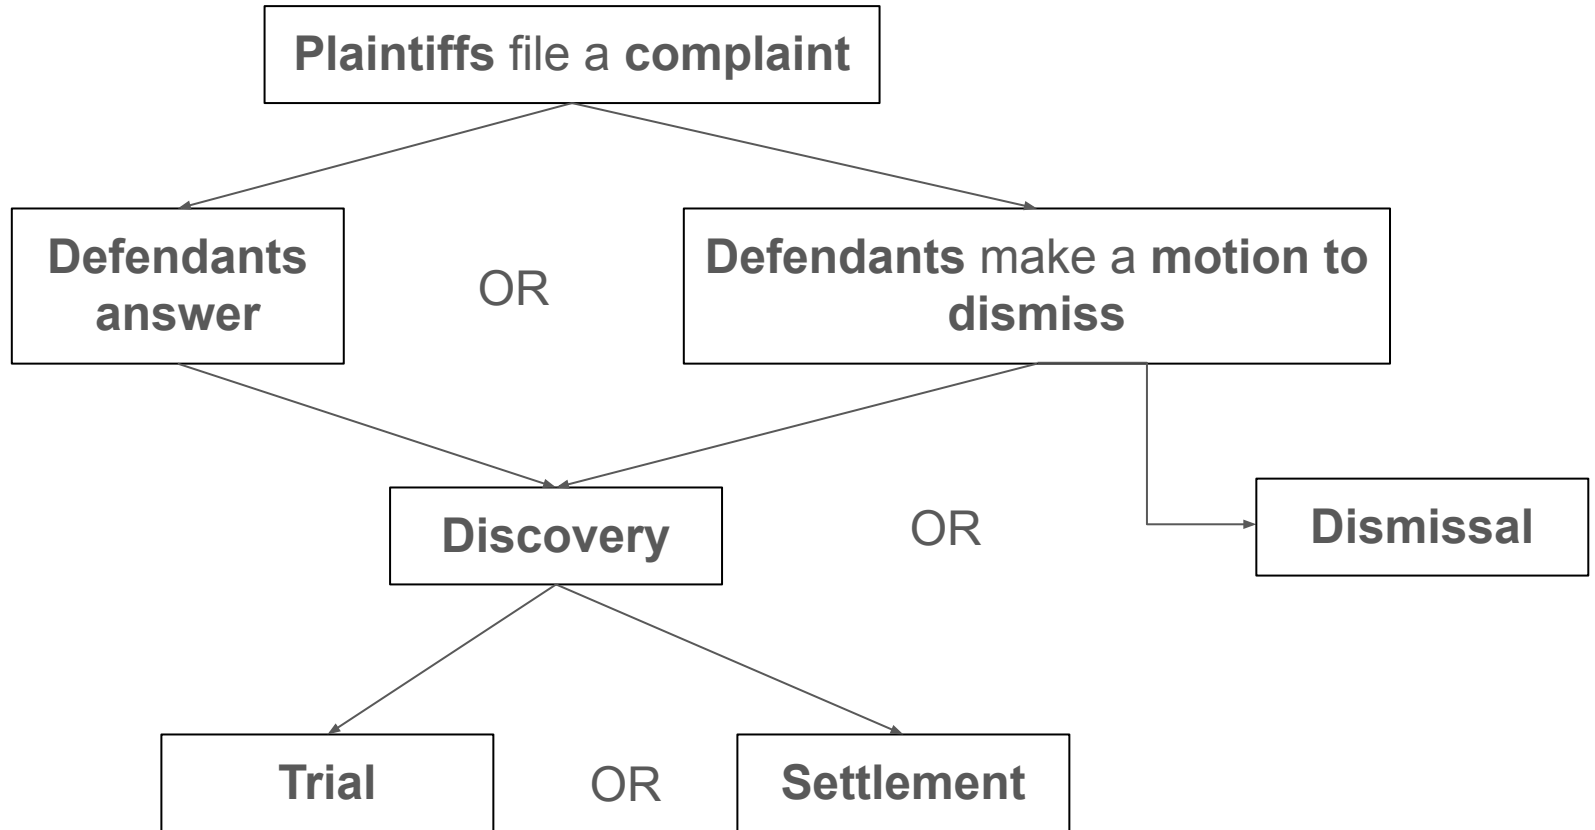 Plaintiffs file a complaint
Defendants
answer
OR
Defendants make a motion to
dismiss
Discovery
OR
Dismissal
Trial
OR
Settlement